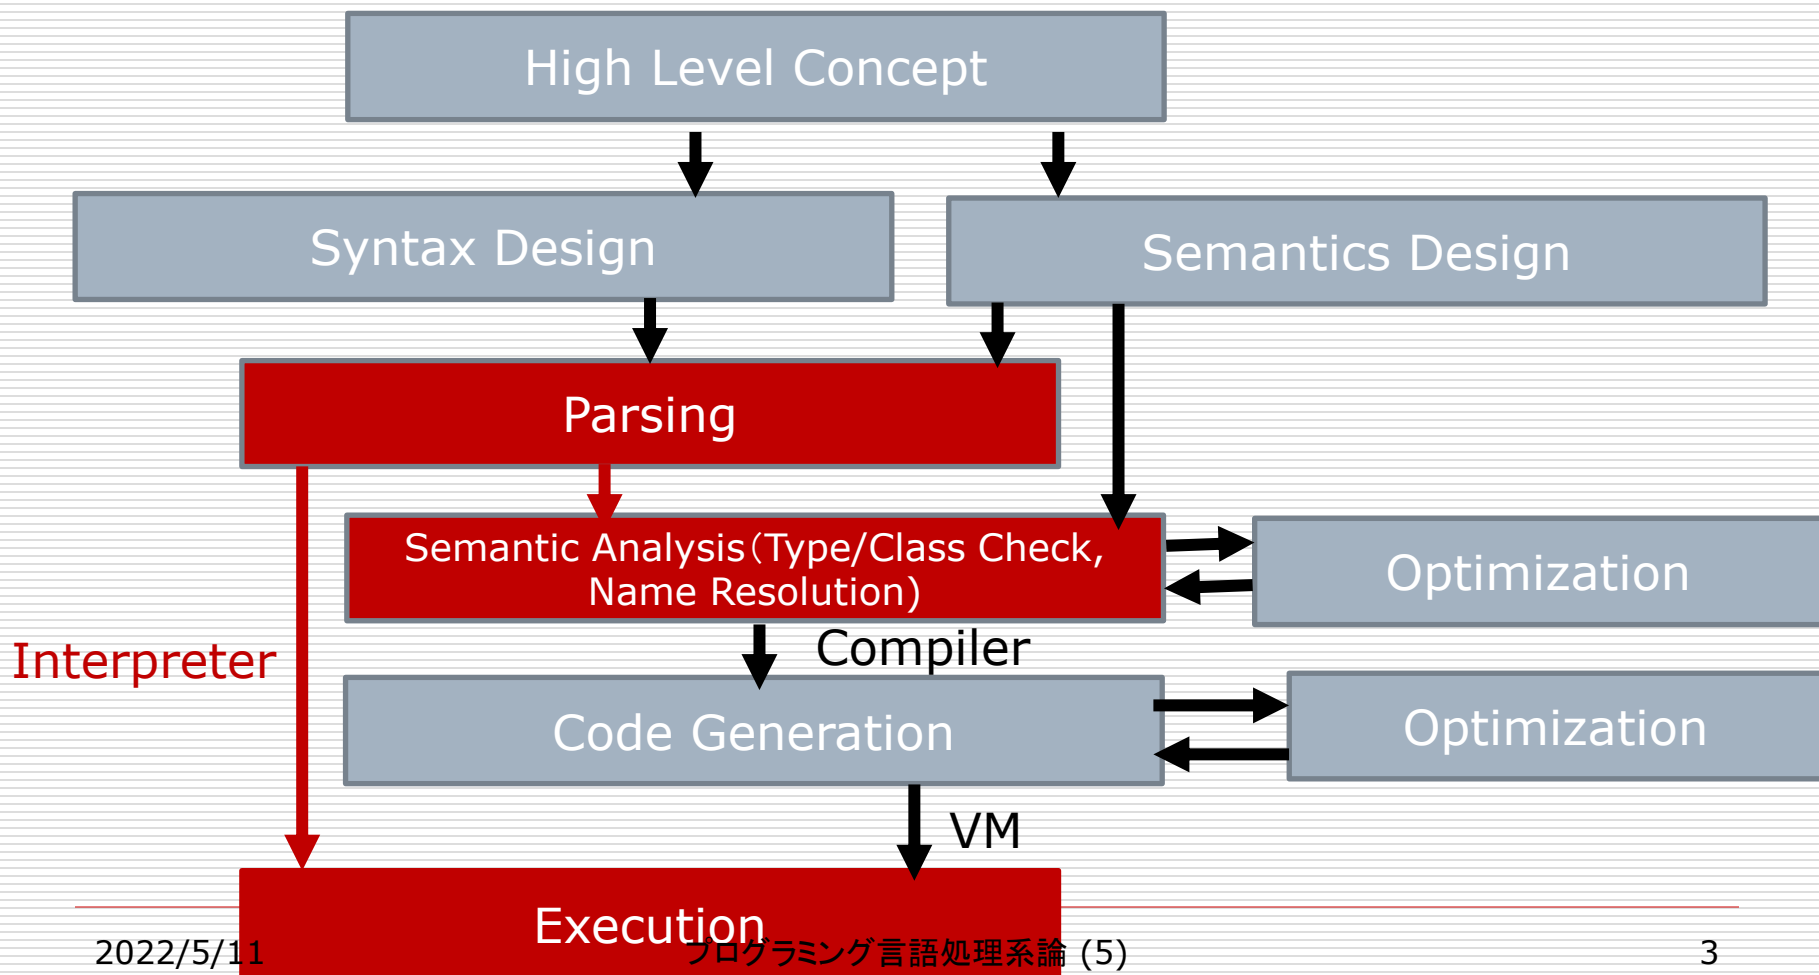 High Level Concept
Syntax Design
Semantics Design
Parsing
Semantic Analysis（Type/Class Check,
Name Resolution)
Optimization
Interpreter
Compiler
Code Generation
Optimization
VM
Execution
2022/5/11
プログラミング言語処理系論 (5)
3